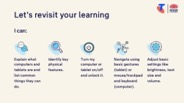 Let's revisit your learning
I can:
Explain what
computers and
tablets are and
list common
things they can
do.
Identify key
physical
features.
Turn my
computer or
tablet on/off
and unlock it.
Navigate using
basic gestures
(tablet) or
mouse/trackpad
and keyboard
(computer).
Adjust basic
settings like
brightness, text
size and
volume.